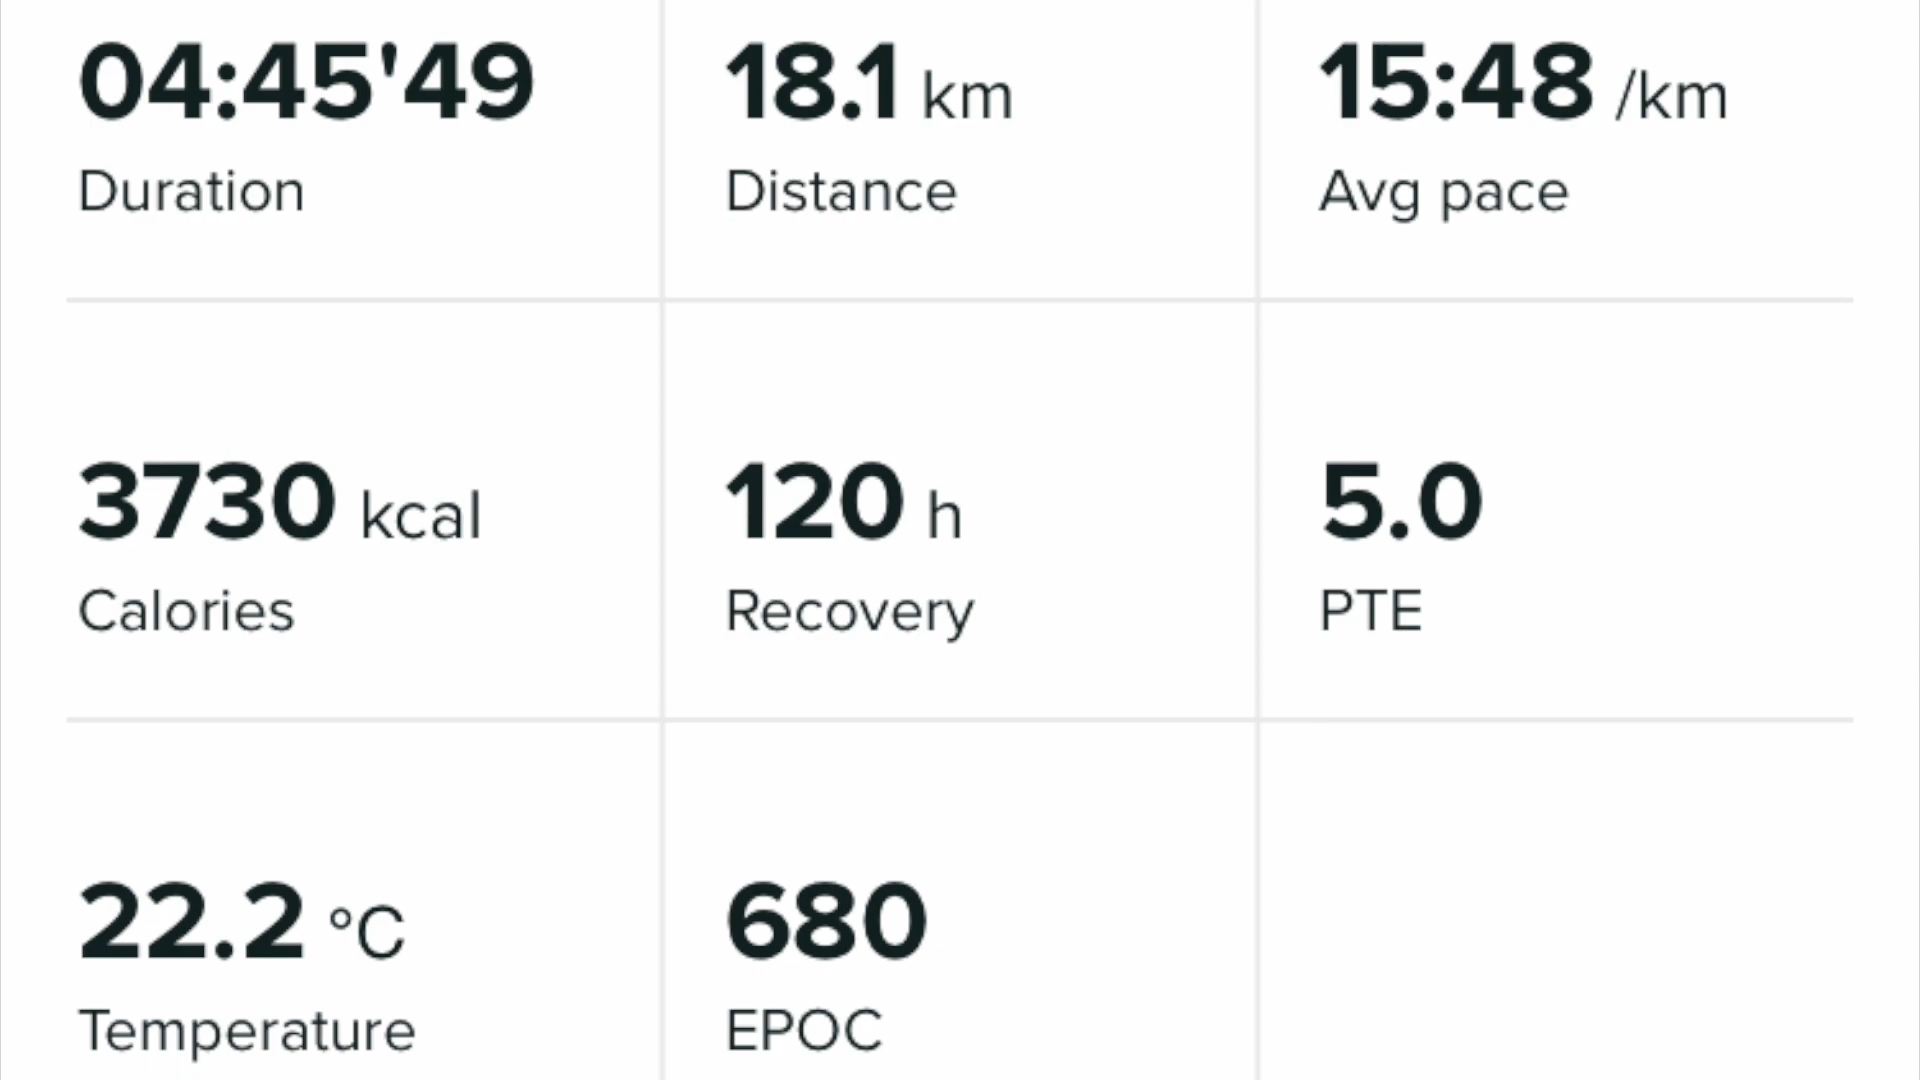 04:45'49 18.1 km 15:48 /km
Duration Distance Avg pace
3730 kcal 120 h 5.0
Calories Recovery PTE
22.2 °C 680
Temperature EPOC